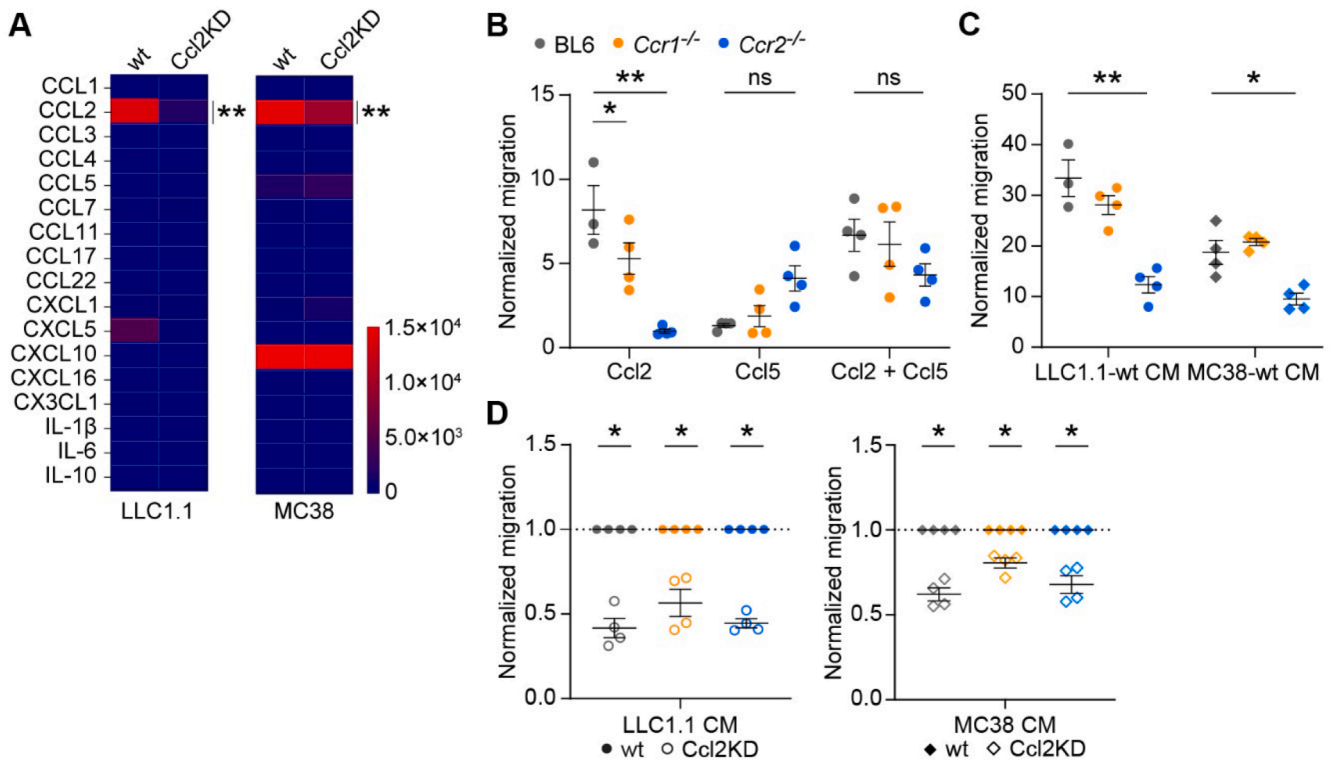 A
wt Ccl2KD wt Ccl2KD
CCL1
CCL2
CCL3
CCL4
CCL5
CCL7
CCL11
CCL17
CCL22
CXCL1
CXCL5
CXCL10
CXCL16
CX3CL1
IL-1β
IL-6
IL-10
** **
1.5×10⁴
1.0×10⁴
5.0×10³
0
LLC1.1 MC38
B
BL6 Ccr1-/- Ccr2-/-
Normalized migration
15
10
5
0
** ns ns
*
Ccl2 Ccl5 Ccl2 + Ccl5
C
Normalized migration
50
40
30
20
10
0
** *
LLC1.1-wt CM MC38-wt CM
D
Normalized migration
1.5
1.0
0.5
0.0
* * *
LLC1.1 CM
wt Ccl2KD
Normalized migration
1.5
1.0
0.5
0.0
* * *
MC38 CM
wt Ccl2KD